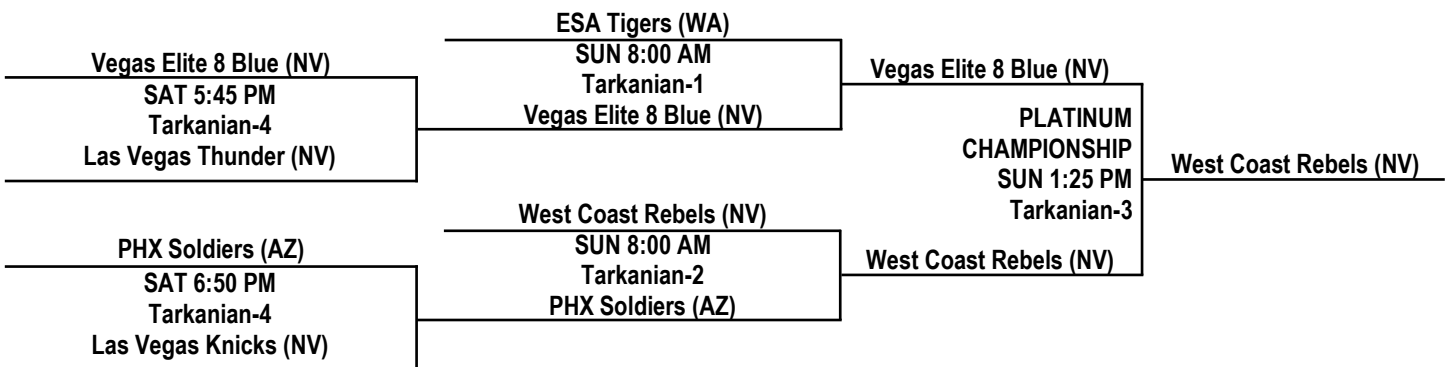 Vegas Elite 8 Blue (NV)
SAT 5:45 PM
Tarkanian-4
Las Vegas Thunder (NV)
PHX Soldiers (AZ)
SAT 6:50 PM
Tarkanian-4
Las Vegas Knicks (NV)
ESA Tigers (WA)
SUN 8:00 AM
Tarkanian-1
Vegas Elite 8 Blue (NV)
West Coast Rebels (NV)
SUN 8:00 AM
Tarkanian-2
PHX Soldiers (AZ)
Vegas Elite 8 Blue (NV)
PLATINUM
CHAMPIONSHIP
SUN 1:25 PM
Tarkanian-3
West Coast Rebels (NV)
West Coast Rebels (NV)